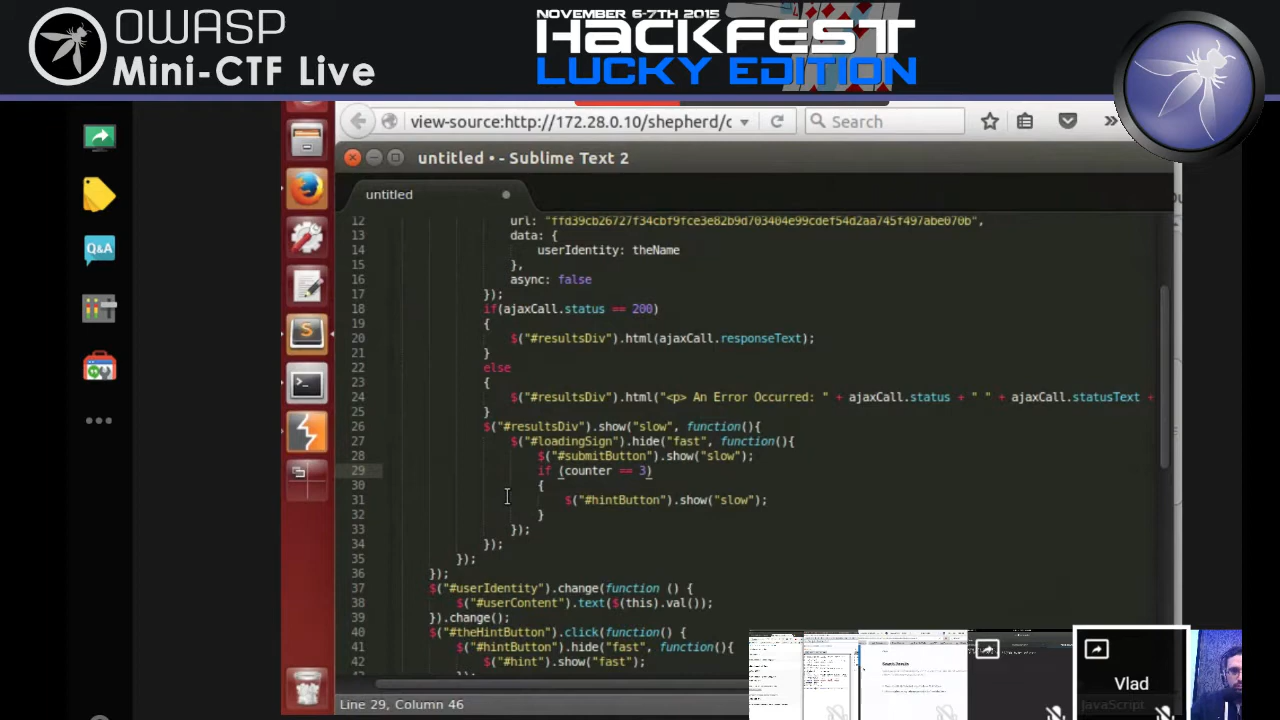 OWASP
Mini-CTF Live
NOVEMBER 6-7TH 2015
HACKFEST
LUCKY EDITION
view-source:http://172.28.0.10/shepherd/c
Search
untitled • - Sublime Text 2
untitled
Q&A
12 url: "ffd39cb26727f34cbf9fce3e82b9d703404e99cdef54d2aa745f497abe070b",
13 data: {
14 userIdentity: theName
15 },
16 async: false
17 });
18 if(ajaxCall.status == 200)
19 {
20 $("#resultsDiv").html(ajaxCall.responseText);
21 }
22 else
23 {
24 $("#resultsDiv").html("<p> An Error Occurred: " + ajaxCall.status + " " + ajaxCall.statusText +
25 }
26 $("#resultsDiv").show("slow", function(){
27 $("#loadingSign").hide("fast", function(){
28 $("#submitButton").show("slow");
29 if (counter == 3)
30 {
31 $("#hintButton").show("slow");
32 }
33 });
34 });
35 });
36 });
37 $("#userIdentity").change(function () {
38 $("#userContent").text($(this).val());
39 }).change();
40 $("#theHintButton").click(function() {
41 $("#hintButton").hide("fast", function(){
42 $("#hint").show("fast");
Line 29, Column 46
Vlad
JavaScript